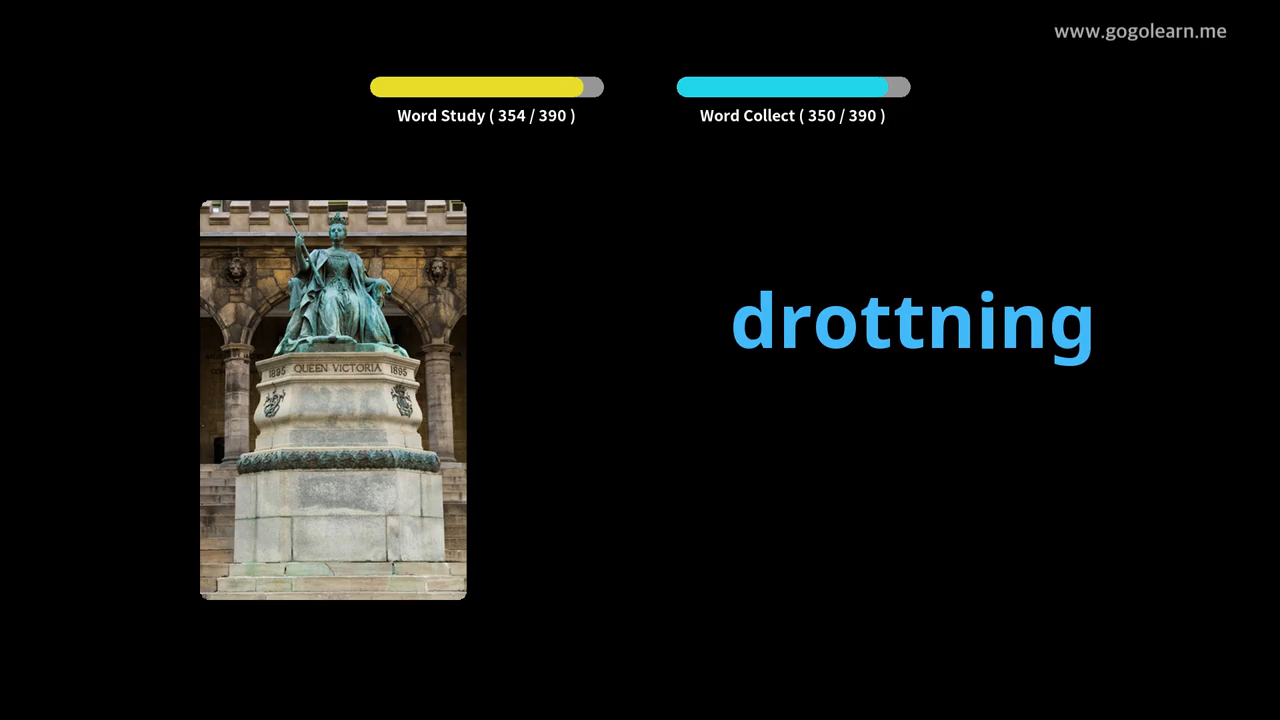 www.gogolearn.me
Word Study ( 354 / 390 )
Word Collect ( 350 / 390 )
drottning
1895 QUEEN VICTORIA 1895